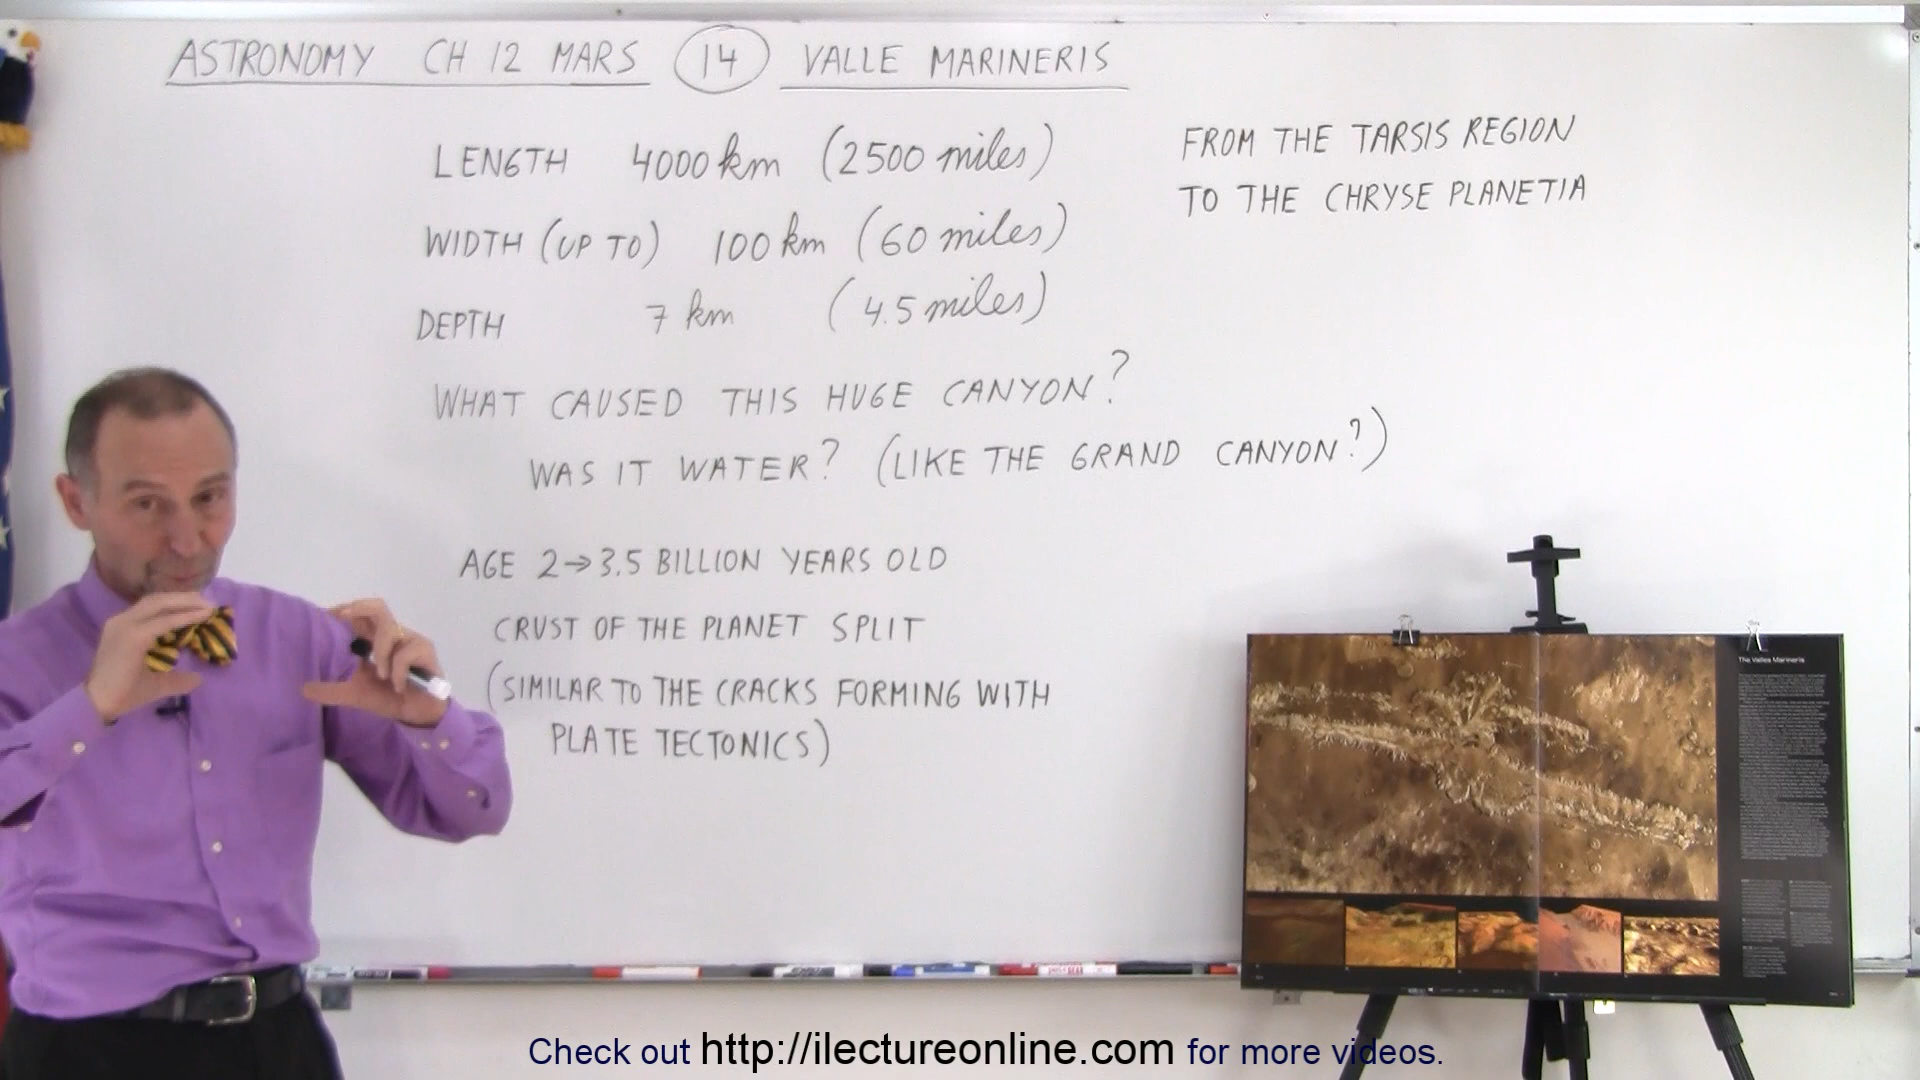 ASTRONOMY CH 12 MARS 14 VALLE MARINERIS
LENGTH 4000 km (2500 miles)
WIDTH (UP TO) 100 km (60 miles)
DEPTH 7 km (4.5 miles)
FROM THE TARSIS REGION
TO THE CHRYSE PLANETIA
WHAT CAUSED THIS HUGE CANYON?
WAS IT WATER? (LIKE THE GRAND CANYON?)
AGE 2→3.5 BILLION YEARS OLD
CRUST OF THE PLANET SPLIT
(SIMILAR TO THE CRACKS FORMING WITH
PLATE TECTONICS)
The Valles Marineris
Check out http://ilectureonline.com for more videos.